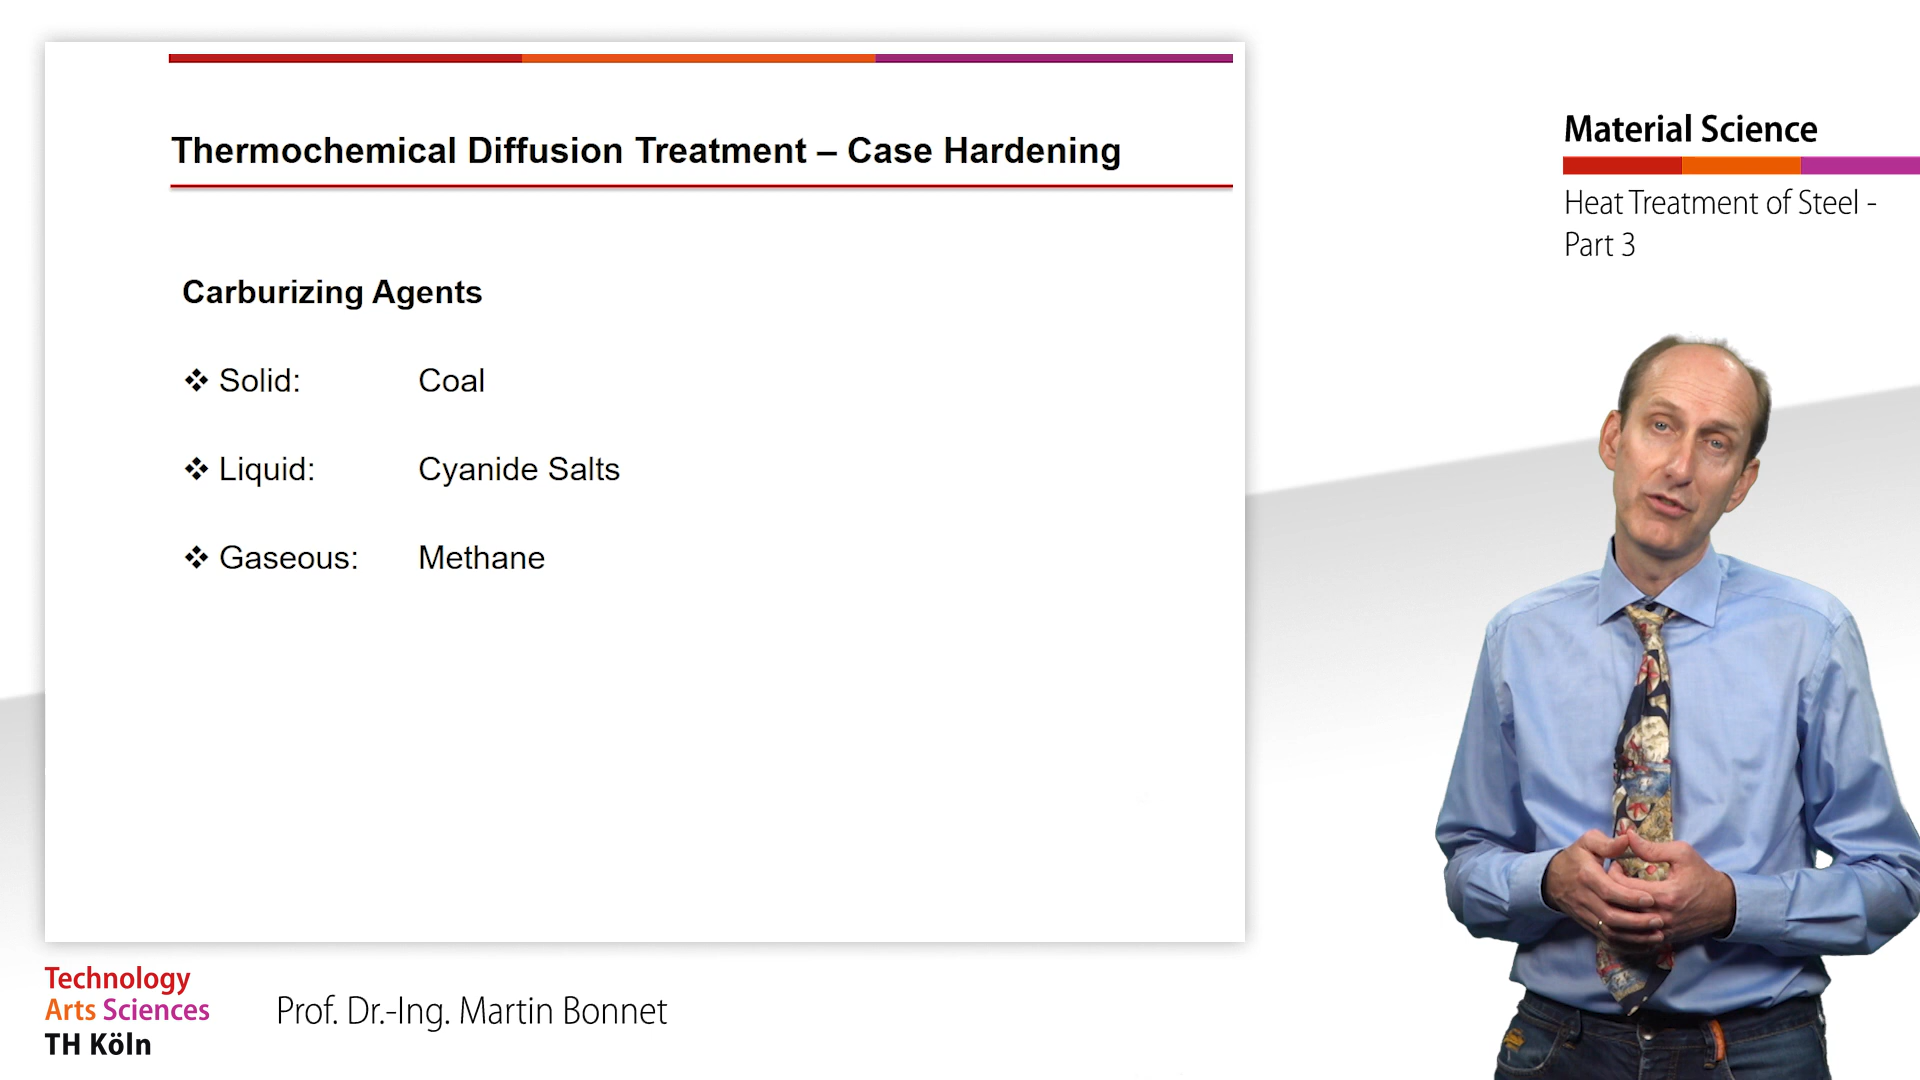 Thermochemical Diffusion Treatment – Case Hardening
Carburizing Agents
❖ Solid: Coal
❖ Liquid: Cyanide Salts
❖ Gaseous: Methane
Material Science
Heat Treatment of Steel -
Part 3
Technology
Arts Sciences
TH Köln
Prof. Dr.-Ing. Martin Bonnet